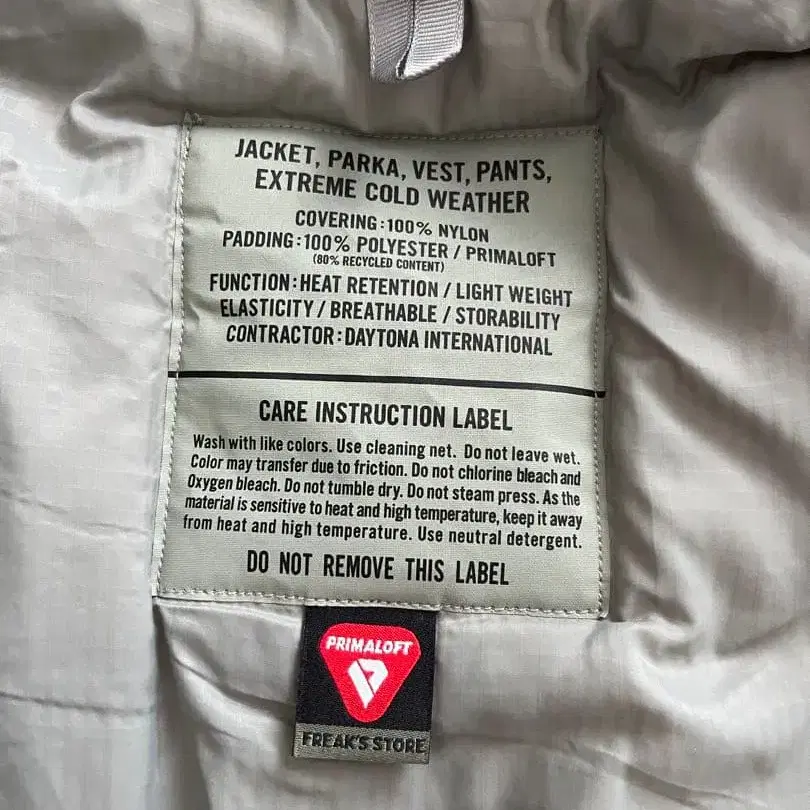 JACKET, PARKA, VEST, PANTS,
EXTREME COLD WEATHER
COVERING:100% NYLON
PADDING:100% POLYESTER / PRIMALOFT
(80% RECYCLED CONTENT)
FUNCTION:HEAT RETENTION / LIGHT WEIGHT
ELASTICITY / BREATHABLE / STORABILITY
CONTRACTOR:DAYTONA INTERNATIONAL
CARE INSTRUCTION LABEL
Wash with like colors. Use cleaning net. Do not leave wet.
Color may transfer due to friction. Do not chlorine bleach and
Oxygen bleach. Do not tumble dry. Do not steam press. As the
material is sensitive to heat and high temperature, keep it away
from heat and high temperature. Use neutral detergent.
DO NOT REMOVE THIS LABEL
PRIMALOFT
FREAK'S STORE